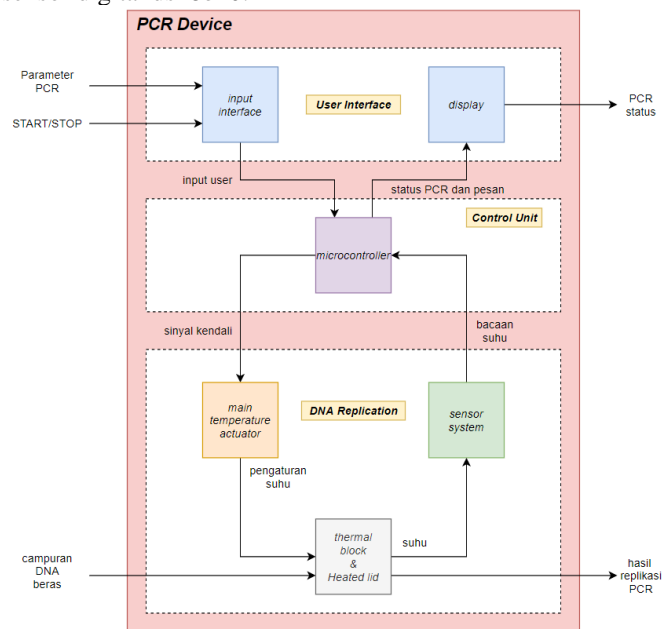 PCR Device
Parameter
PCR
START/STOP
input
interface
User Interface
display
PCR
status
input user
status PCR dan pesan
Control Unit
microcontroller
sinyal kendali
bacaan
suhu
main
temperature
actuator
DNA Replication
sensor
system
pengaturan
suhu
thermal
block
&
Heated lid
suhu
campuran
DNA
beras
hasil
replikasi
PCR